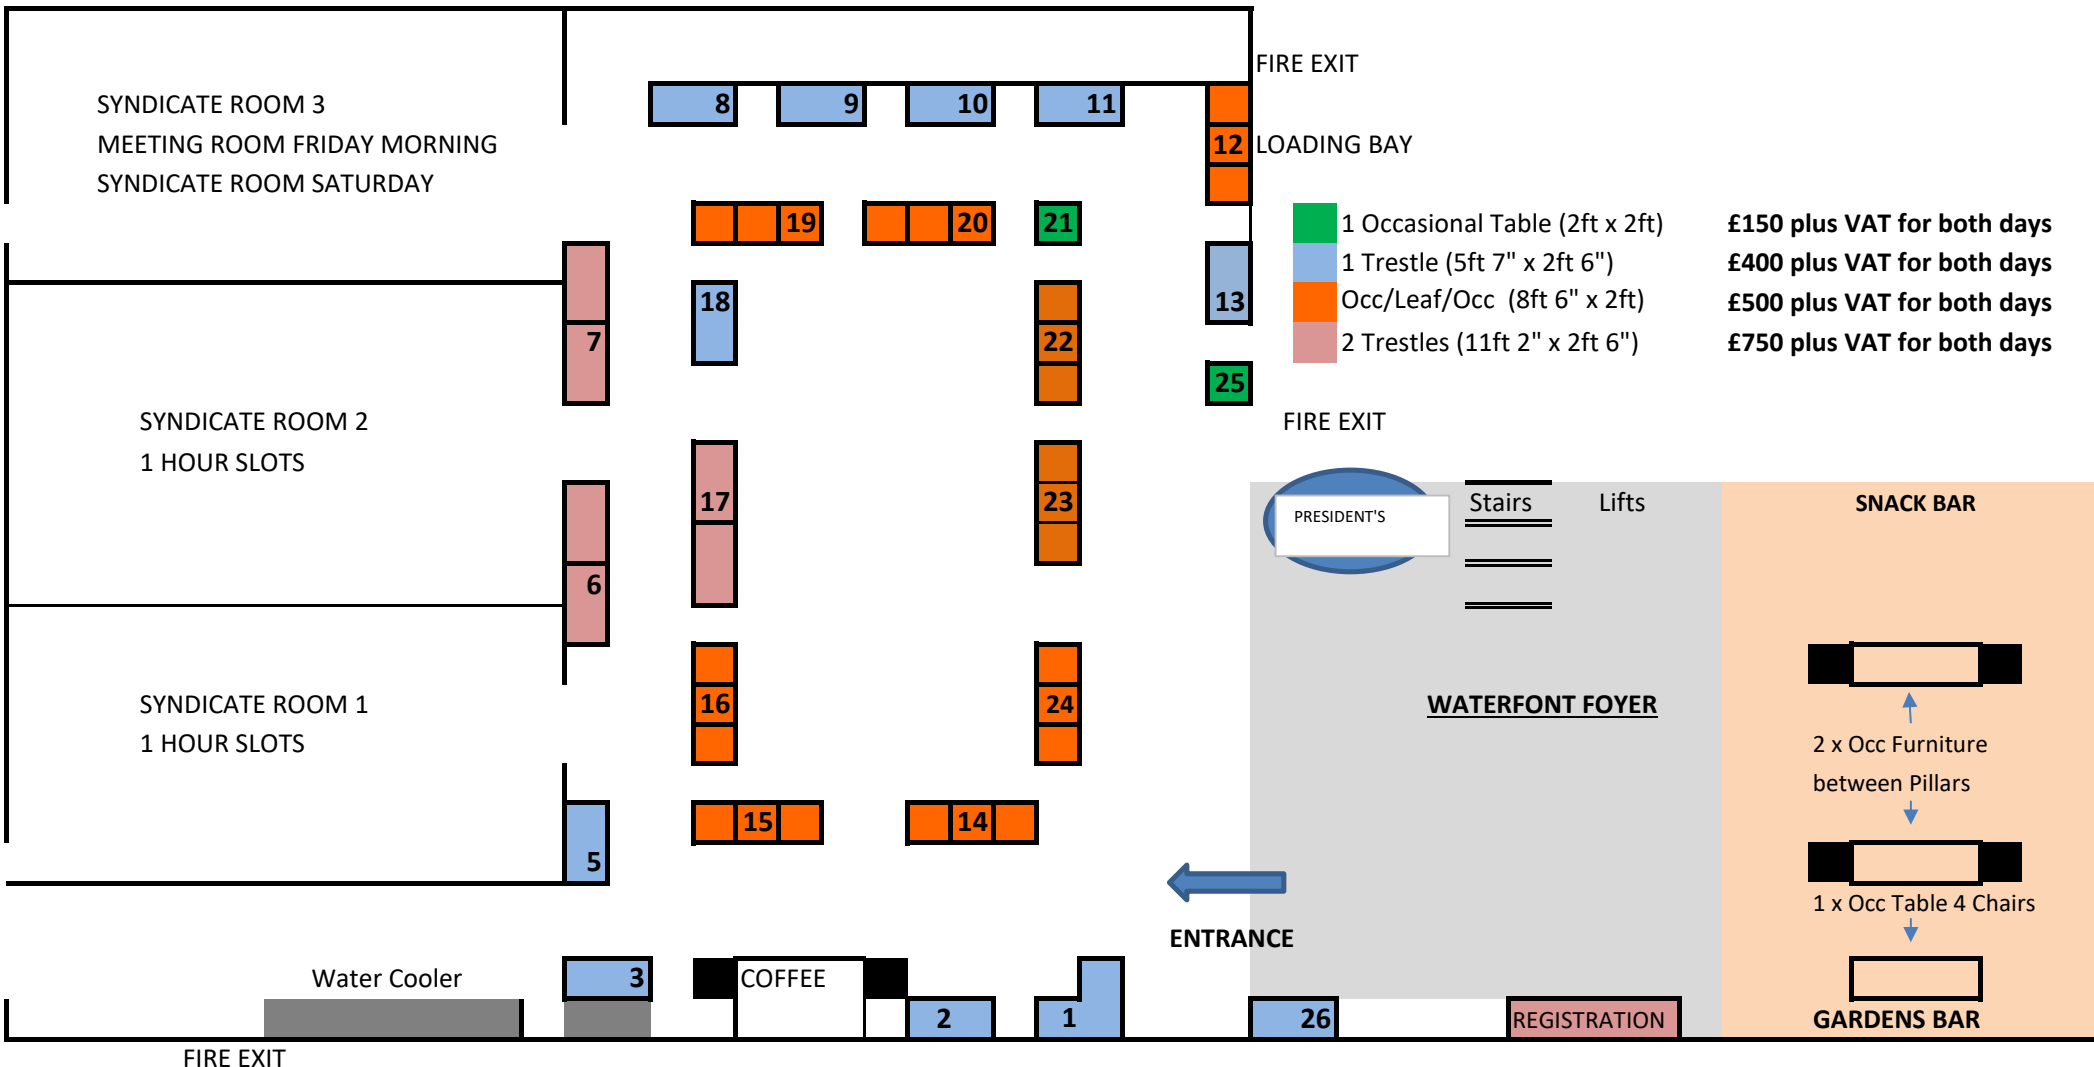 FIRE EXIT
SYNDICATE ROOM 3
8
9
10
11
MEETING ROOM FRIDAY MORNING
12
LOADING BAY
SYNDICATE ROOM SATURDAY
19
20
21
1 Occasional Table (2ft x 2ft)
£150 plus VAT for both days
1 Trestle (5ft 7" x 2ft 6")
£400 plus VAT for both days
18
13
Occ/Leaf/Occ (8ft 6" x 2ft)
£500 plus VAT for both days
7
22
2 Trestles (11ft 2" x 2ft 6")
£750 plus VAT for both days
25
SYNDICATE ROOM 2
FIRE EXIT
1 HOUR SLOTS
17
23
PRESIDENT'S
Stairs
Lifts
SNACK BAR
6
SYNDICATE ROOM 1
16
24
WATERFONT FOYER
1 HOUR SLOTS
2 x Occ Furniture
between Pillars
15
14
5
1 x Occ Table 4 Chairs
ENTRANCE
Water Cooler
3
COFFEE
2
1
26
REGISTRATION
GARDENS BAR
FIRE EXIT